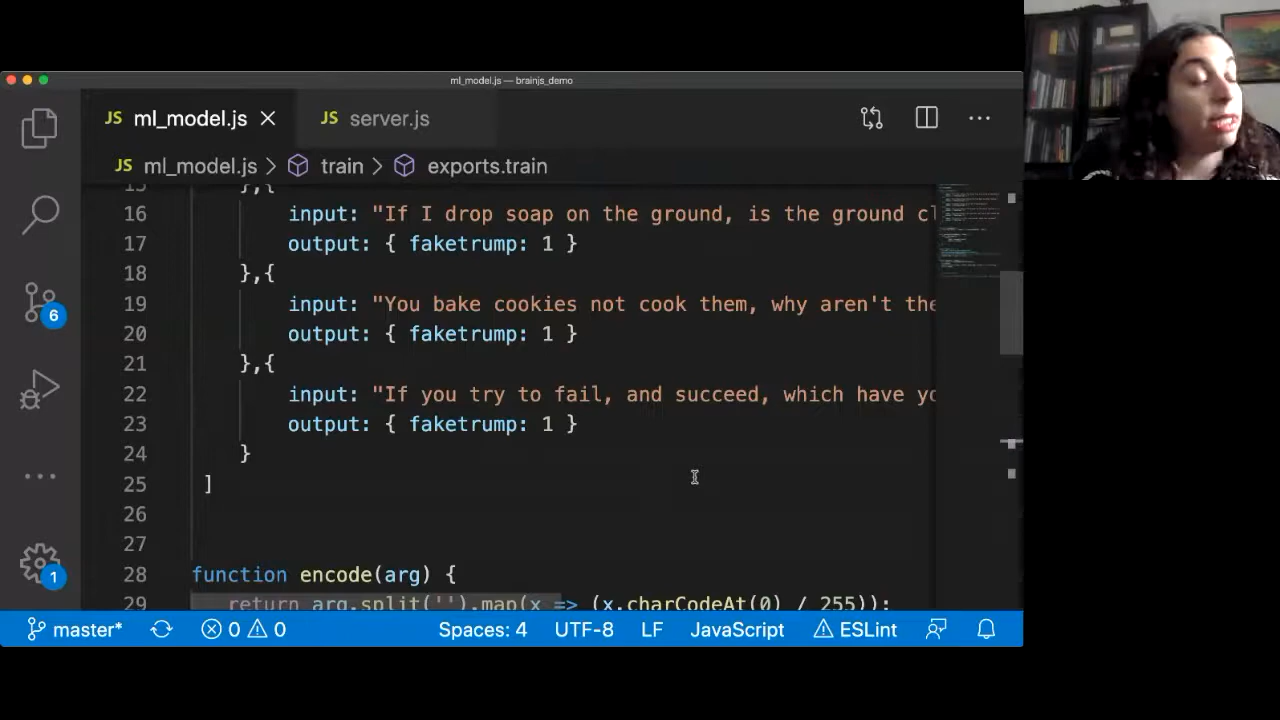 ml_model.js — brainjs_demo
JS ml_model.js
JS server.js
JS ml_model.js > train > exports.train
15 },{
16 input: "If I drop soap on the ground, is the ground cl
17 output: { faketrump: 1 }
18 },{
19 input: "You bake cookies not cook them, why aren't the
20 output: { faketrump: 1 }
21 },{
22 input: "If you try to fail, and succeed, which have yo
23 output: { faketrump: 1 }
24 }
25 ]
26
27
28 function encode(arg) {
29 return arg.split('').map(x => (x.charCodeAt(0) / 255));
6
1
master* 0 0 Spaces: 4 UTF-8 LF JavaScript ESLint